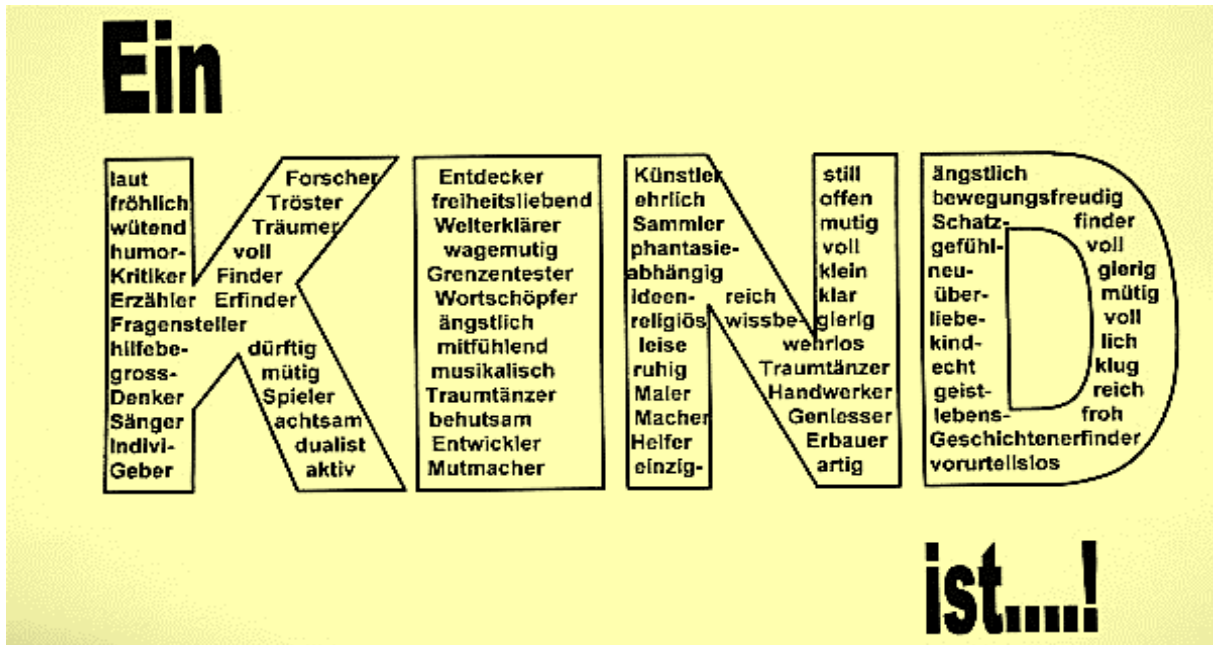 Ein
laut Forscher
fröhlich Tröster
wütend Träumer
humor- voll
Kritiker Finder
Erzähler Erfinder
Fragensteller
hilfebe- dürftig
gross- mütig
Denker Spieler
Sänger achtsam
Indivi- dualist
Geber aktiv
Entdecker
freiheitsliebend
Welterklärer
wagemutig
Grenzentester
Wortschöpfer
ängstlich
mitfühlend
musikalisch
Traumtänzer
behutsam
Entwickler
Mutmacher
Künstler still
ehrlich offen
Sammler mutig
phantasie- voll
abhängig klein
ideen- reich klar
religiös wissbe- gierig
leise wehrlos
ruhig Traumtänzer
Maler Handwerker
Macher Geniesser
Helfer Erbauer
einzig- artig
ängstlich
bewegungsfreudig
Schatz- finder
gefühl- voll
neu- gierig
über- mütig
liebe- voll
kind- lich
echt klug
geist- reich
lebens- froh
Geschichtenerfinder
vorurteilslos
ist....!